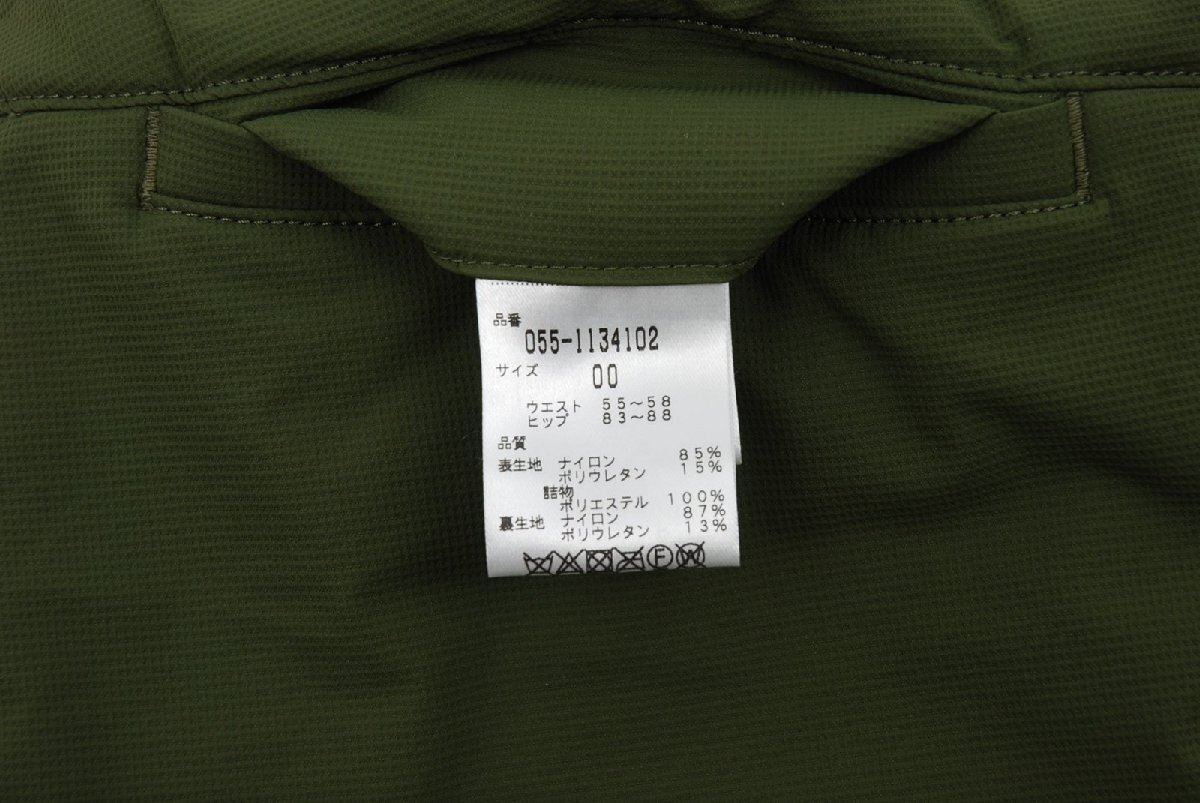 品番
055-1134102
サイズ 00
ウエスト 55～58
ヒップ 83～88
品質
表生地 ナイロン 85%
ポリウレタン 15%
詰物
ポリエステル 100%
裏生地 ナイロン 87%
ポリウレタン 13%
F W